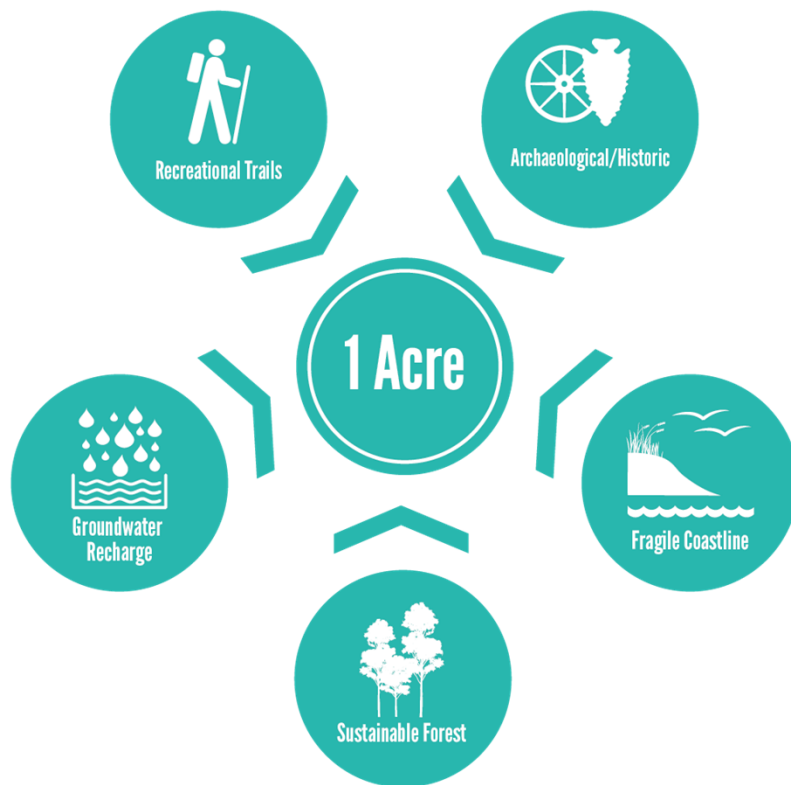 Recreational Trails
Archaeological/Historic
1 Acre
Groundwater
Recharge
Fragile Coastline
Sustainable Forest